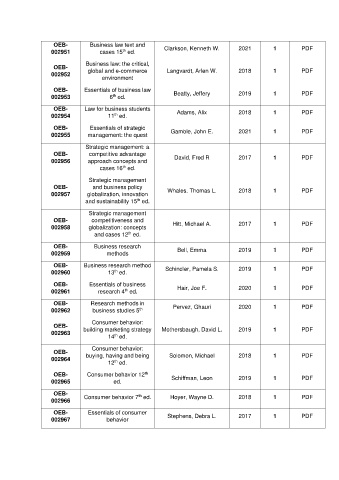 OEB-
002951
Business law text and
cases 15th ed.
Clarkson, Kenneth W.
2021
1
PDF
OEB-
002952
Business law: the critical,
global and e-commerce
environment
Langvardt, Arlen W.
2018
1
PDF
OEB-
002953
Essentials of business law
6th ed.
Beatty, Jeffery
2019
1
PDF
OEB-
002954
Law for business students
11th ed.
Adams, Alix
2018
1
PDF
OEB-
002955
Essentials of strategic
management: the quest
Gamble, John E.
2021
1
PDF
OEB-
002956
Strategic management: a
competitive advantage
approach concepts and
cases 16th ed.
David, Fred R
2017
1
PDF
OEB-
002957
Strategic management
and business policy
globalization, innovation
and sustainability 15th ed.
Whales, Thomas L.
2018
1
PDF
OEB-
002958
Strategic management
competitiveness and
globalization: concepts
and cases 12th ed.
Hitt, Michael A.
2017
1
PDF
OEB-
002959
Business research
methods
Bell, Emma
2019
1
PDF
OEB-
002960
Business research method
13th ed.
Schindler, Pamela S.
2019
1
PDF
OEB-
002961
Essentials of business
research 4th ed.
Hair, Joe F.
2020
1
PDF
OEB-
002962
Research methods in
business studies 5th
Pervez, Ghauri
2020
1
PDF
OEB-
002963
Consumer behavior:
building marketing strategy
14th ed.
Mothersbaugh, David L.
2019
1
PDF
OEB-
002964
Consumer behavior:
buying, having and being
12th ed.
Solomon, Michael
2018
1
PDF
OEB-
002965
Consumer behavior 12th
ed.
Schiffman, Leon
2019
1
PDF
OEB-
002966
Consumer behavior 7th ed.
Hoyer, Wayne D.
2018
1
PDF
OEB-
002967
Essentials of consumer
behavior
Stephens, Debra L.
2017
1
PDF